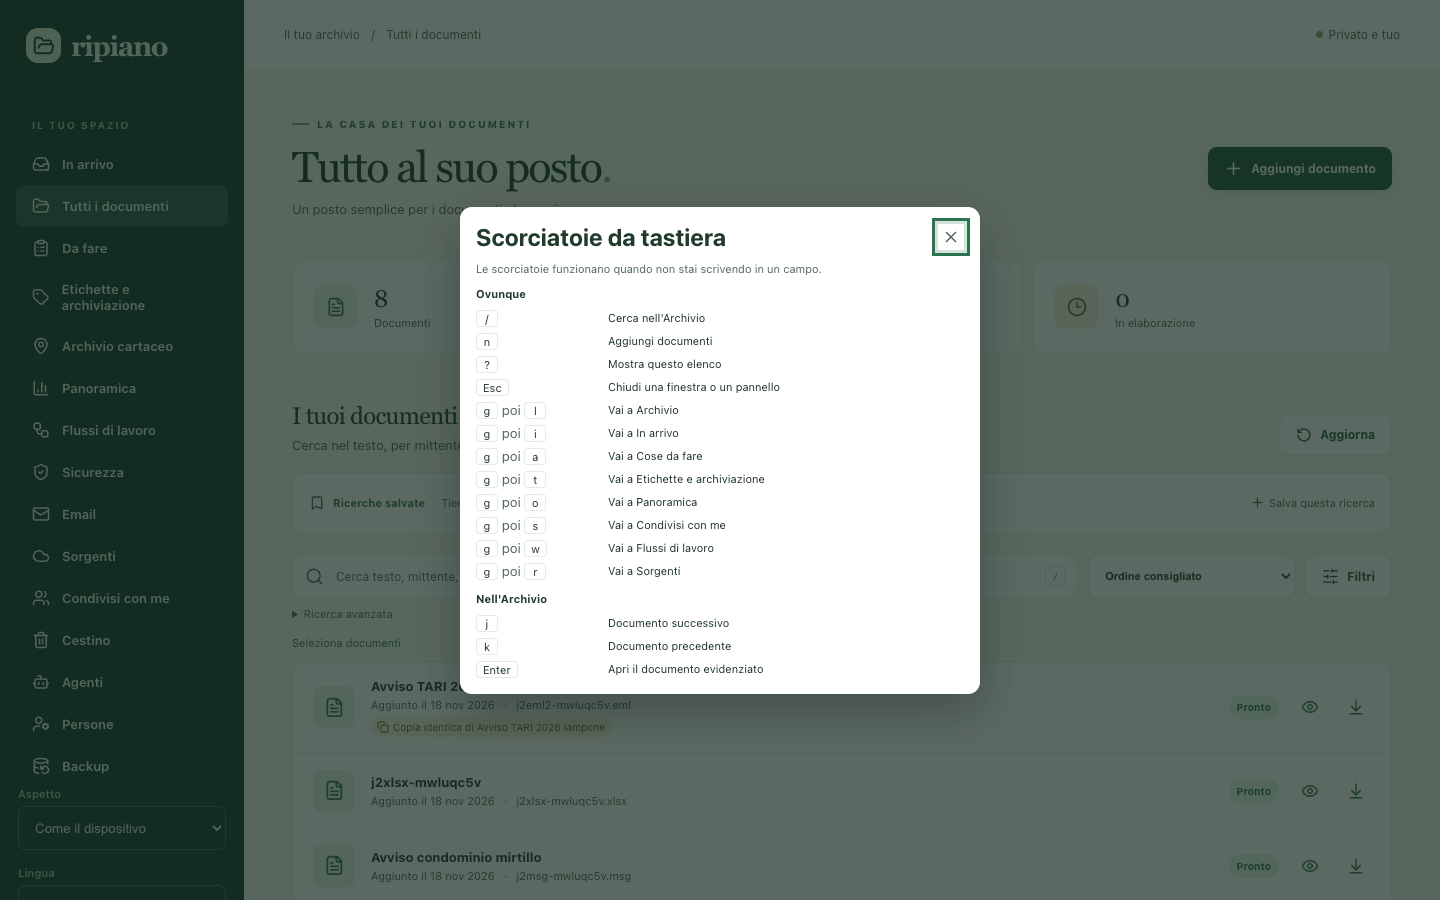 ripiano
IL TUO SPAZIO
In arrivo
Tutti i documenti
Da fare
Etichette e
archiviazione
Archivio cartaceo
Panoramica
Flussi di lavoro
Sicurezza
Email
Sorgenti
Condivisi con me
Cestino
Agenti
Persone
Backup
Aspetto
Come il dispositivo
Lingua
Il tuo archivio / Tutti i documenti
Privato e tuo
LA CASA DEI TUOI DOCUMENTI
Tutto al suo posto.
Aggiungi documento
Un posto semplice per i
8
Documenti
0
In elaborazione
I tuoi documenti
Cerca nel testo, per mittente
Aggiorna
Ricerche salvate
Salva questa ricerca
Cerca testo, mittente,
/
Ordine consigliato
Filtri
Ricerca avanzata
Seleziona documenti
Scorciatoie da tastiera
Le scorciatoie funzionano quando non stai scrivendo in un campo.
Ovunque
/ Cerca nell'Archivio
n Aggiungi documenti
? Mostra questo elenco
Esc Chiudi una finestra o un pannello
g poi l Vai a Archivio
g poi i Vai a In arrivo
g poi a Vai a Cose da fare
g poi t Vai a Etichette e archiviazione
g poi o Vai a Panoramica
g poi s Vai a Condivisi con me
g poi w Vai a Flussi di lavoro
g poi r Vai a Sorgenti
Nell'Archivio
j Documento successivo
k Documento precedente
Enter Apri il documento evidenziato
Avviso TARI
Aggiunto il 18 nov 2026 · j2eml2-mwluqc5v.eml
Copia identica di Avviso TARI 2026 lampone
Pronto
j2xlsx-mwluqc5v
Aggiunto il 18 nov 2026 · j2xlsx-mwluqc5v.xlsx
Pronto
Avviso condominio mirtillo
Aggiunto il 18 nov 2026 · j2msg-mwluqc5v.msg
Pronto